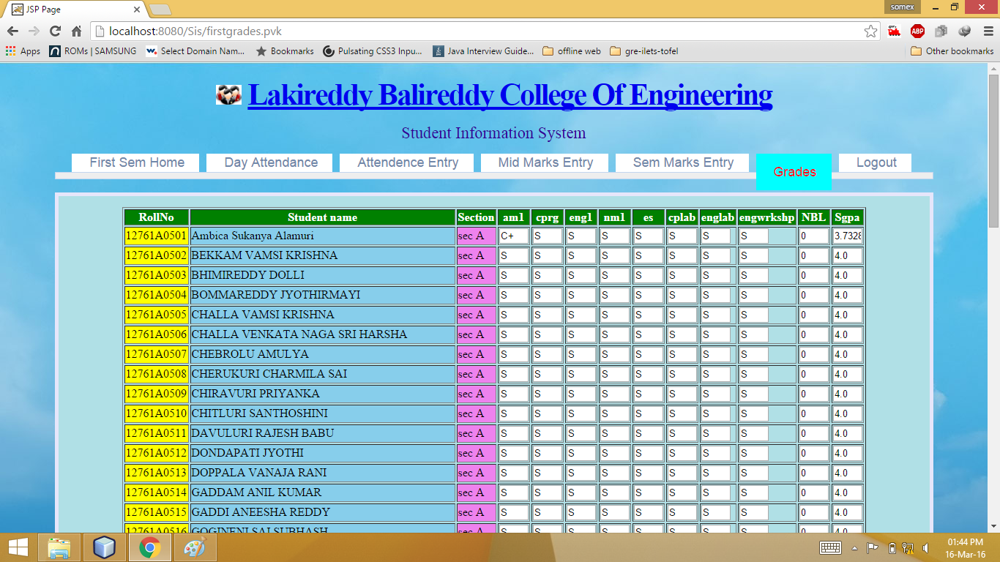 somex
JSP Page
localhost:8080/Sis/firstgrades.pvk
ABP
Apps ROMs | SAMSUNG Select Domain Nam... Bookmarks Pulsating CSS3 Inpu... Java Interview Guide... offline web gre-ilets-tofel Other bookmarks
Lakireddy Balireddy College Of Engineering
Student Information System
First Sem Home Day Attendance Attendence Entry Mid Marks Entry Sem Marks Entry Grades Logout
RollNo Student name Section am1 cprg eng1 nm1 es cplab englab engwrkshp NBL Sgpa
12761A0501 Ambica Sukanya Alamuri sec A C+ S S S S S S S 0 3.7328
12761A0502 BEKKAM VAMSI KRISHNA sec A S S S S S S S S 0 4.0
12761A0503 BHIMIREDDY DOLLI sec A S S S S S S S S 0 4.0
12761A0504 BOMMAREDDY JYOTHIRMAYI sec A S S S S S S S S 0 4.0
12761A0505 CHALLA VAMSI KRISHNA sec A S S S S S S S S 0 4.0
12761A0506 CHALLA VENKATA NAGA SRI HARSHA sec A S S S S S S S S 0 4.0
12761A0507 CHEBROLU AMULYA sec A S S S S S S S S 0 4.0
12761A0508 CHERUKURI CHARMILA SAI sec A S S S S S S S S 0 4.0
12761A0509 CHIRAVURI PRIYANKA sec A S S S S S S S S 0 4.0
12761A0510 CHITLURI SANTHOSHINI sec A S S S S S S S S 0 4.0
12761A0511 DAVULURI RAJESH BABU sec A S S S S S S S S 0 4.0
12761A0512 DONDAPATI JYOTHI sec A S S S S S S S S 0 4.0
12761A0513 DOPPALA VANAJA RANI sec A S S S S S S S S 0 4.0
12761A0514 GADDAM ANIL KUMAR sec A S S S S S S S S 0 4.0
12761A0515 GADDI ANEESHA REDDY sec A S S S S S S S S 0 4.0
12761A0516 GOGINENI SAI SUBHASH sec A S S S S S S S S 0 4.0
01:44 PM
16-Mar-16